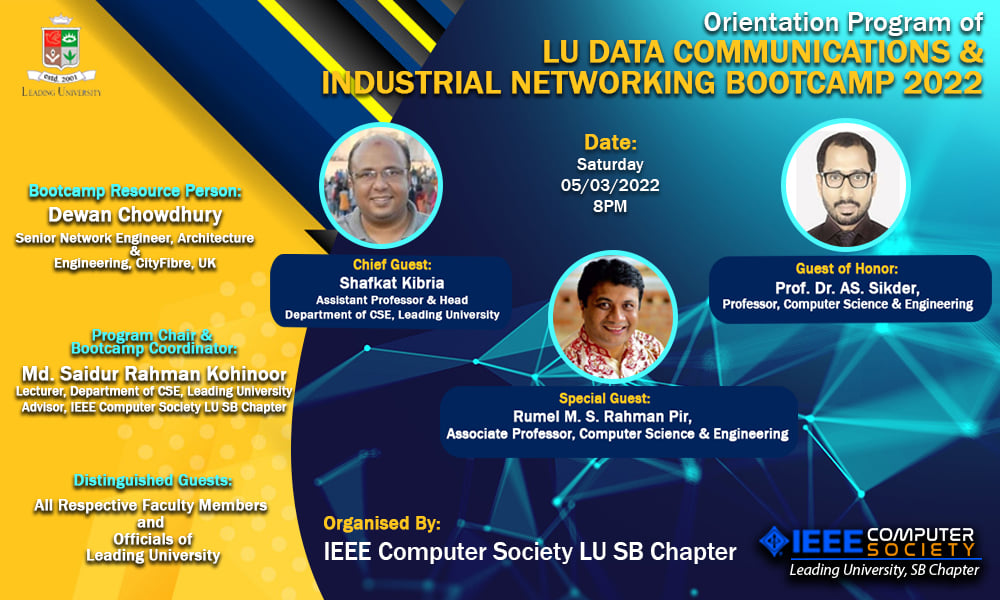 estd. 2001
LEADING UNIVERSITY
Orientation Program of
LU DATA COMMUNICATIONS &
INDUSTRIAL NETWORKING BOOTCAMP 2022
Date:
Saturday
05/03/2022
8PM
Bootcamp Resource Person:
Dewan Chowdhury
Senior Network Engineer, Architecture
&
Engineering, CityFibre, UK
Program Chair &
Bootcamp Coordinator:
Md. Saidur Rahman Kohinoor
Lecturer, Department of CSE, Leading University
Advisor, IEEE Computer Society LU SB Chapter
Distinguished Guests:
All Respective Faculty Members
and
Officials of
Leading University
Chief Guest:
Shafkat Kibria
Assistant Professor & Head
Department of CSE, Leading University
Special Guest:
Rumel M. S. Rahman Pir,
Associate Professor, Computer Science & Engineering
Guest of Honor:
Prof. Dr. AS. Sikder,
Professor, Computer Science & Engineering
Organised By:
IEEE Computer Society LU SB Chapter
IEEE COMPUTER
SOCIETY
Leading University, SB Chapter